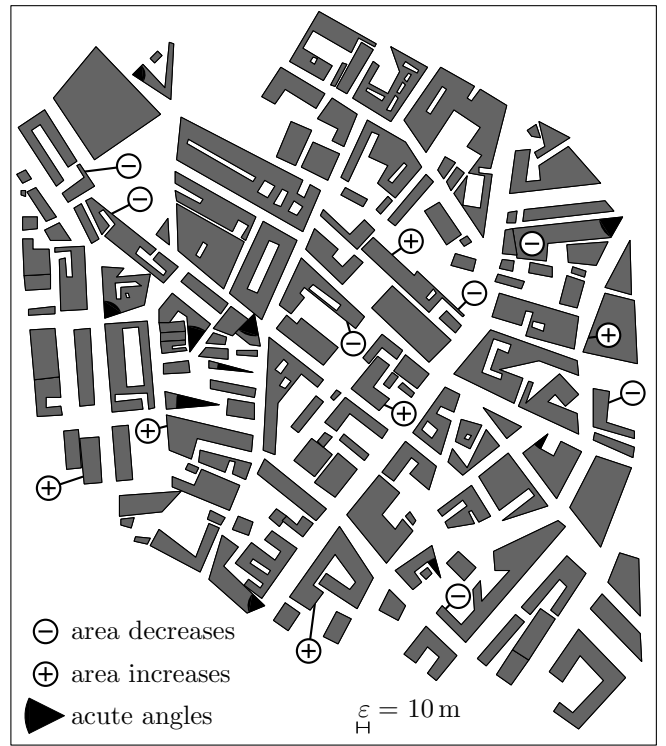 ⊖ area decreases
⊕ area increases
acute angles
ε = 10 m